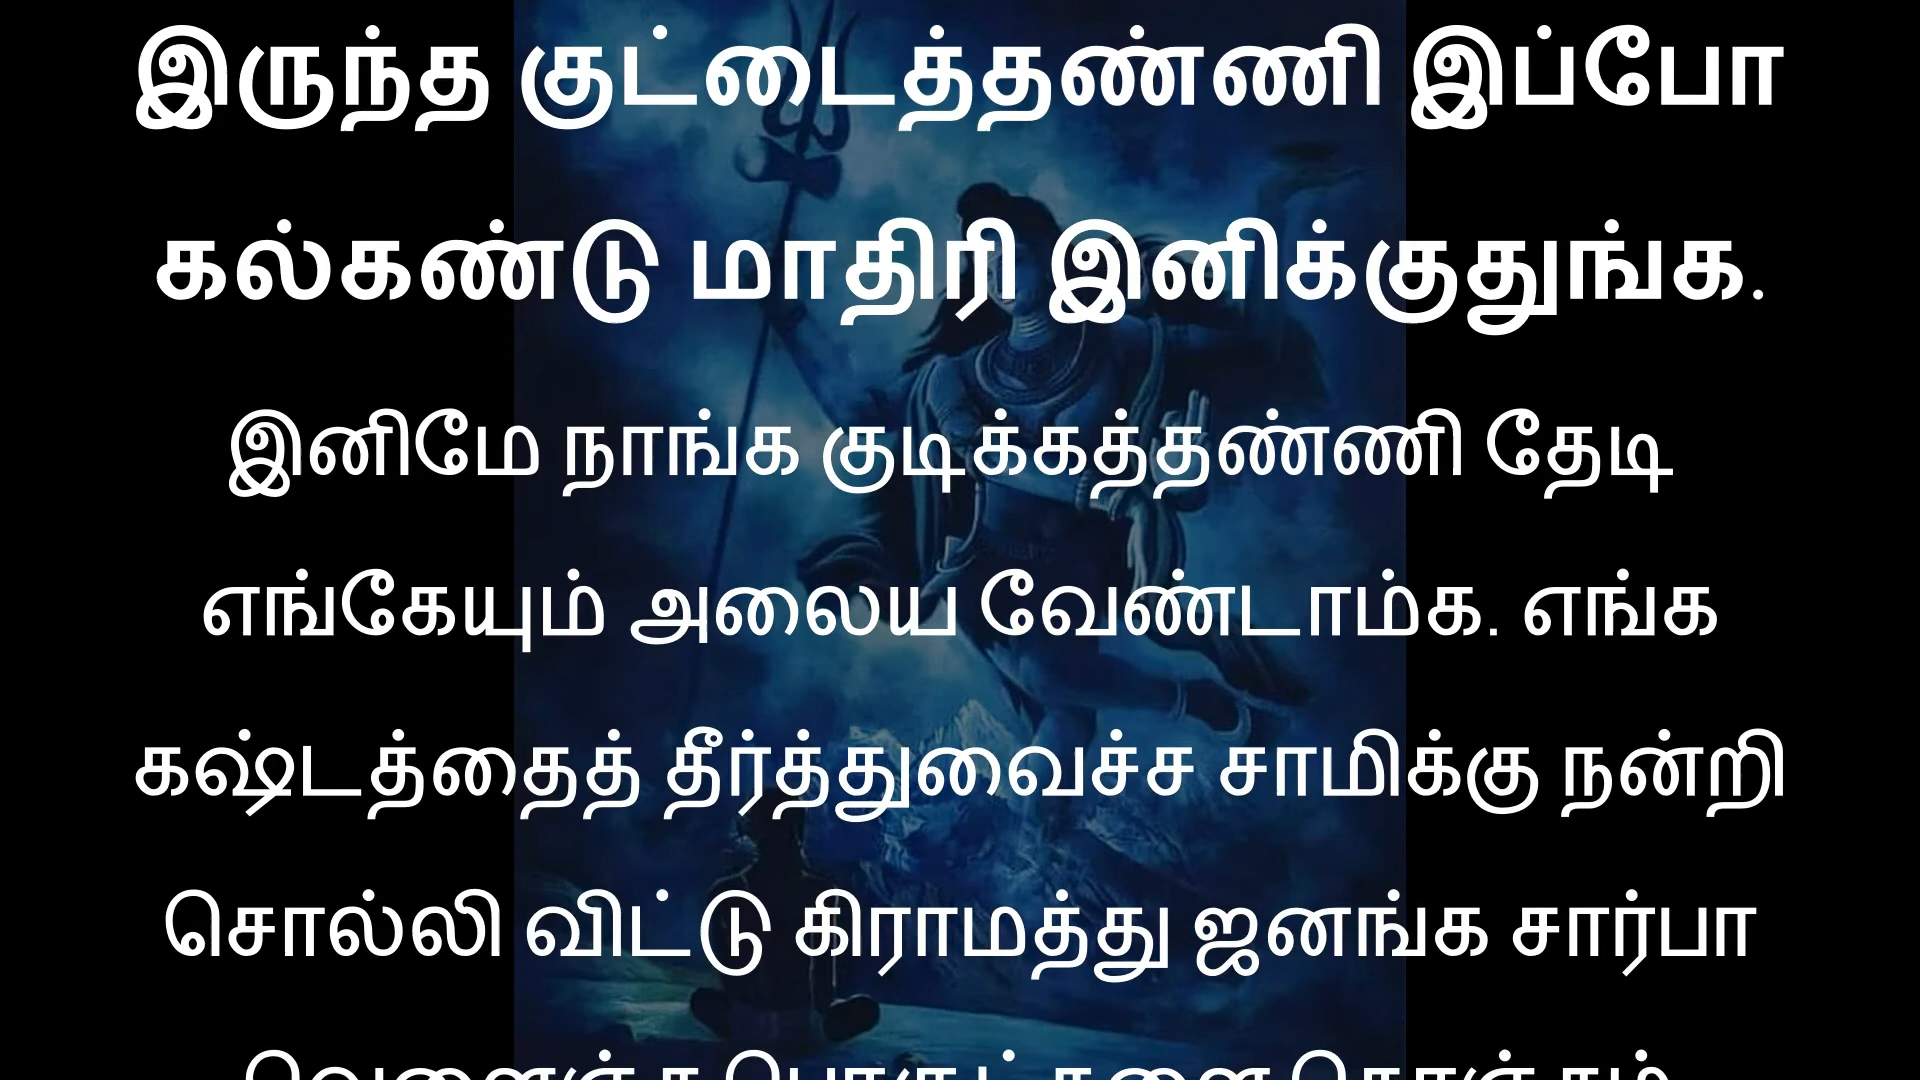 இருந்த குட்டைத்தண்ணி இப்போ
கல்கண்டு மாதிரி இனிக்குதுங்க.
இனிமே நாங்க குடிக்கத்தண்ணி தேடி
எங்கேயும் அலைய வேண்டாம்க. எங்க
கஷ்டத்தைத் தீர்த்துவைச்ச சாமிக்கு நன்றி
சொல்லி விட்டு கிராமத்து ஜனங்க சார்பா